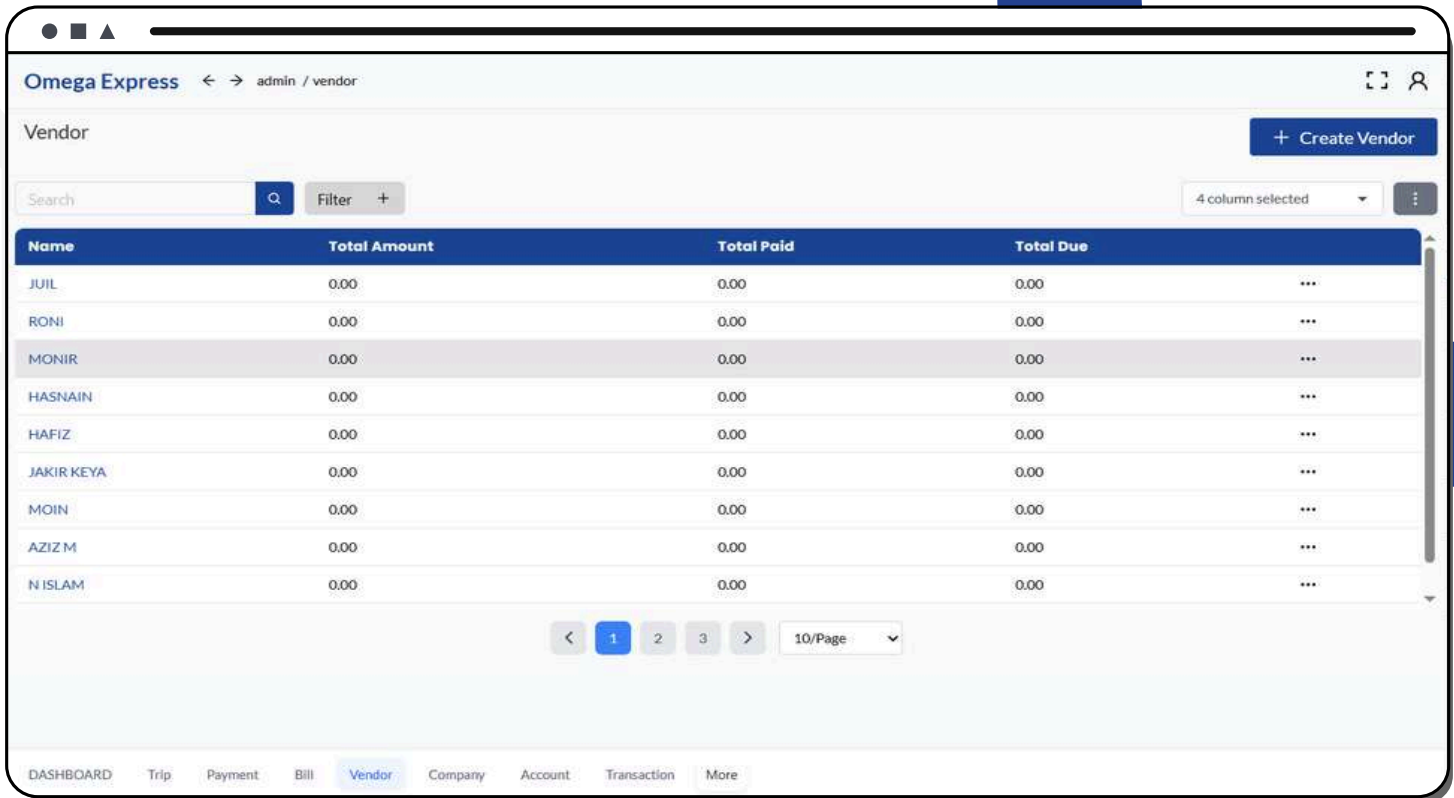 Omega Express ← → admin / vendor
Vendor
+ Create Vendor
Search
Filter +
4 column selected
Name Total Amount Total Paid Total Due
JUIL 0.00 0.00 0.00 •••
RONI 0.00 0.00 0.00 •••
MONIR 0.00 0.00 0.00 •••
HASNAIN 0.00 0.00 0.00 •••
HAFIZ 0.00 0.00 0.00 •••
JAKIR KEYA 0.00 0.00 0.00 •••
MOIN 0.00 0.00 0.00 •••
AZIZ M 0.00 0.00 0.00 •••
N ISLAM 0.00 0.00 0.00 •••
< 1 2 3 > 10/Page
DASHBOARD Trip Payment Bill Vendor Company Account Transaction More